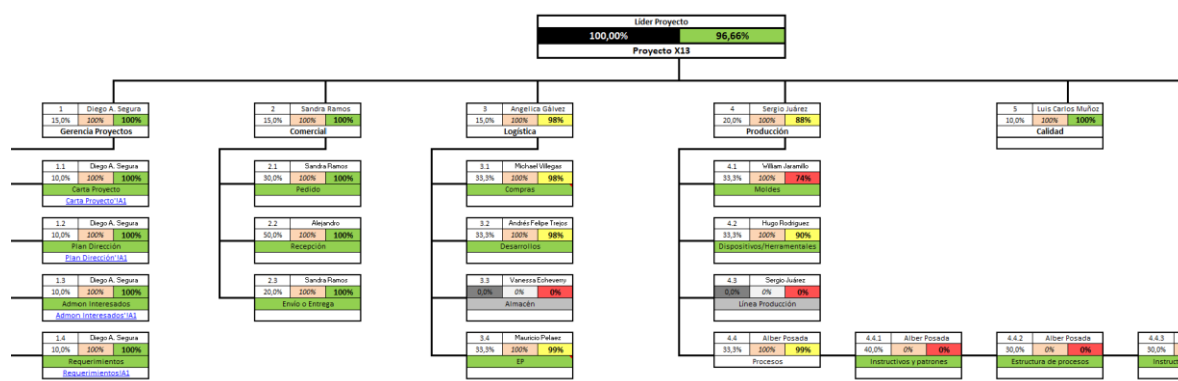 Líder Proyecto
100,00% 96,66%
Proyecto X13
1 Diego A. Segura
15,0% 100% 100%
Gerencia Proyectos
2 Sandra Ramos
15,0% 100% 100%
Comercial
3 Angelica Gálvez
15,0% 100% 98%
Logística
4 Sergio Juárez
20,0% 100% 88%
Producción
5 Luis Carlos Muñoz
10,0% 100% 100%
Calidad
1.1 Diego A. Segura
10,0% 100% 100%
Carta Proyecto
Carta Proyecto'!A1
2.1 Sandra Ramos
30,0% 100% 100%
Pedido
3.1 Michael Villegas
33,3% 100% 98%
Compras
4.1 William Jaramillo
33,3% 100% 74%
Moldes
1.2 Diego A. Segura
10,0% 100% 100%
Plan Dirección
Plan Dirección'!A1
2.2 Alejandro
50,0% 100% 100%
Recepción
3.2 Andrés Felipe Trejos
33,3% 100% 98%
Desarrollos
4.2 Hugo Rodriguez
33,3% 100% 90%
Dispositivos/Herramentales
1.3 Diego A. Segura
10,0% 100% 100%
Admon Interesados
Admon Interesados'!A1
2.3 Sandra Ramos
20,0% 100% 100%
Envío o Entrega
3.3 Vanessa Echeverry
0,0% 0% 0%
Almacén
4.3 Sergio Juárez
0,0% 0% 0%
Línea Producción
1.4 Diego A. Segura
10,0% 100% 100%
Requerimientos
Requerimientos!A1
3.4 Mauricio Pelaez
33,3% 100% 99%
EP
4.4 Alber Posada
33,3% 100% 99%
Procesos
4.4.1 Alber Posada
40,0% 0% 0%
Instructivos y patrones
4.4.2 Alber Posada
30,0% 0% 0%
Estructura de procesos
4.4.3
30,0%